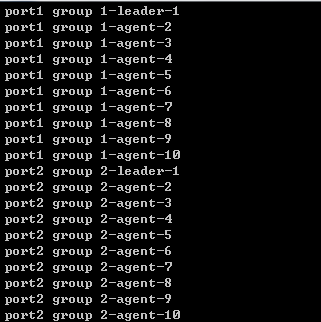 port1 group 1-leader-1
port1 group 1-agent-2
port1 group 1-agent-3
port1 group 1-agent-4
port1 group 1-agent-5
port1 group 1-agent-6
port1 group 1-agent-7
port1 group 1-agent-8
port1 group 1-agent-9
port1 group 1-agent-10
port2 group 2-leader-1
port2 group 2-agent-2
port2 group 2-agent-3
port2 group 2-agent-4
port2 group 2-agent-5
port2 group 2-agent-6
port2 group 2-agent-7
port2 group 2-agent-8
port2 group 2-agent-9
port2 group 2-agent-10